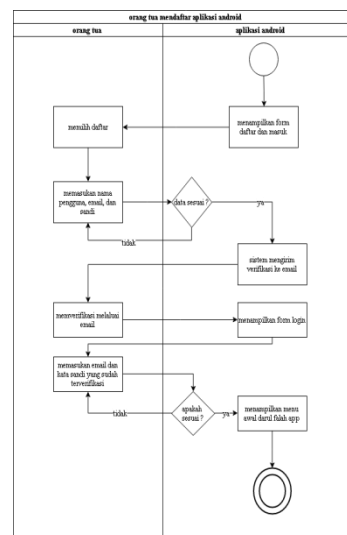 orang tua mendaftar aplikasi android
orang tua
aplikasi android
menampilkan form
daftar dan masuk
memilih daftar
memasukan nama
pengguna, email, dan
sandi
data sesuai ?
ya
tidak
sistem mengirim
verifikasi ke email
memverifikasi melalui
email
menampilkan form login
memasukan email dan
kata sandi yang sudah
terverifikasi
apakah
sesuai ?
tidak
ya
menampilkan menu
awal darul falah app